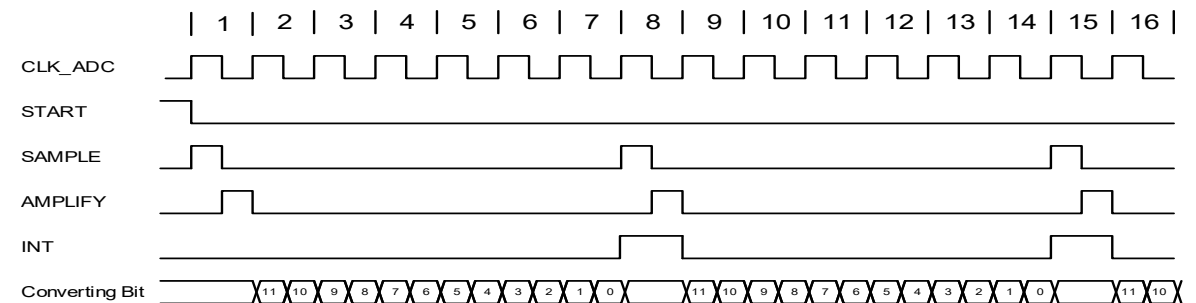 | 1 | 2 | 3 | 4 | 5 | 6 | 7 | 8 | 9 | 10 | 11 | 12 | 13 | 14 | 15 | 16 |
CLK_ADC
START
SAMPLE
AMPLIFY
INT
Converting Bit 11 10 9 8 7 6 5 4 3 2 1 0 11 10 9 8 7 6 5 4 3 2 1 0 11 10